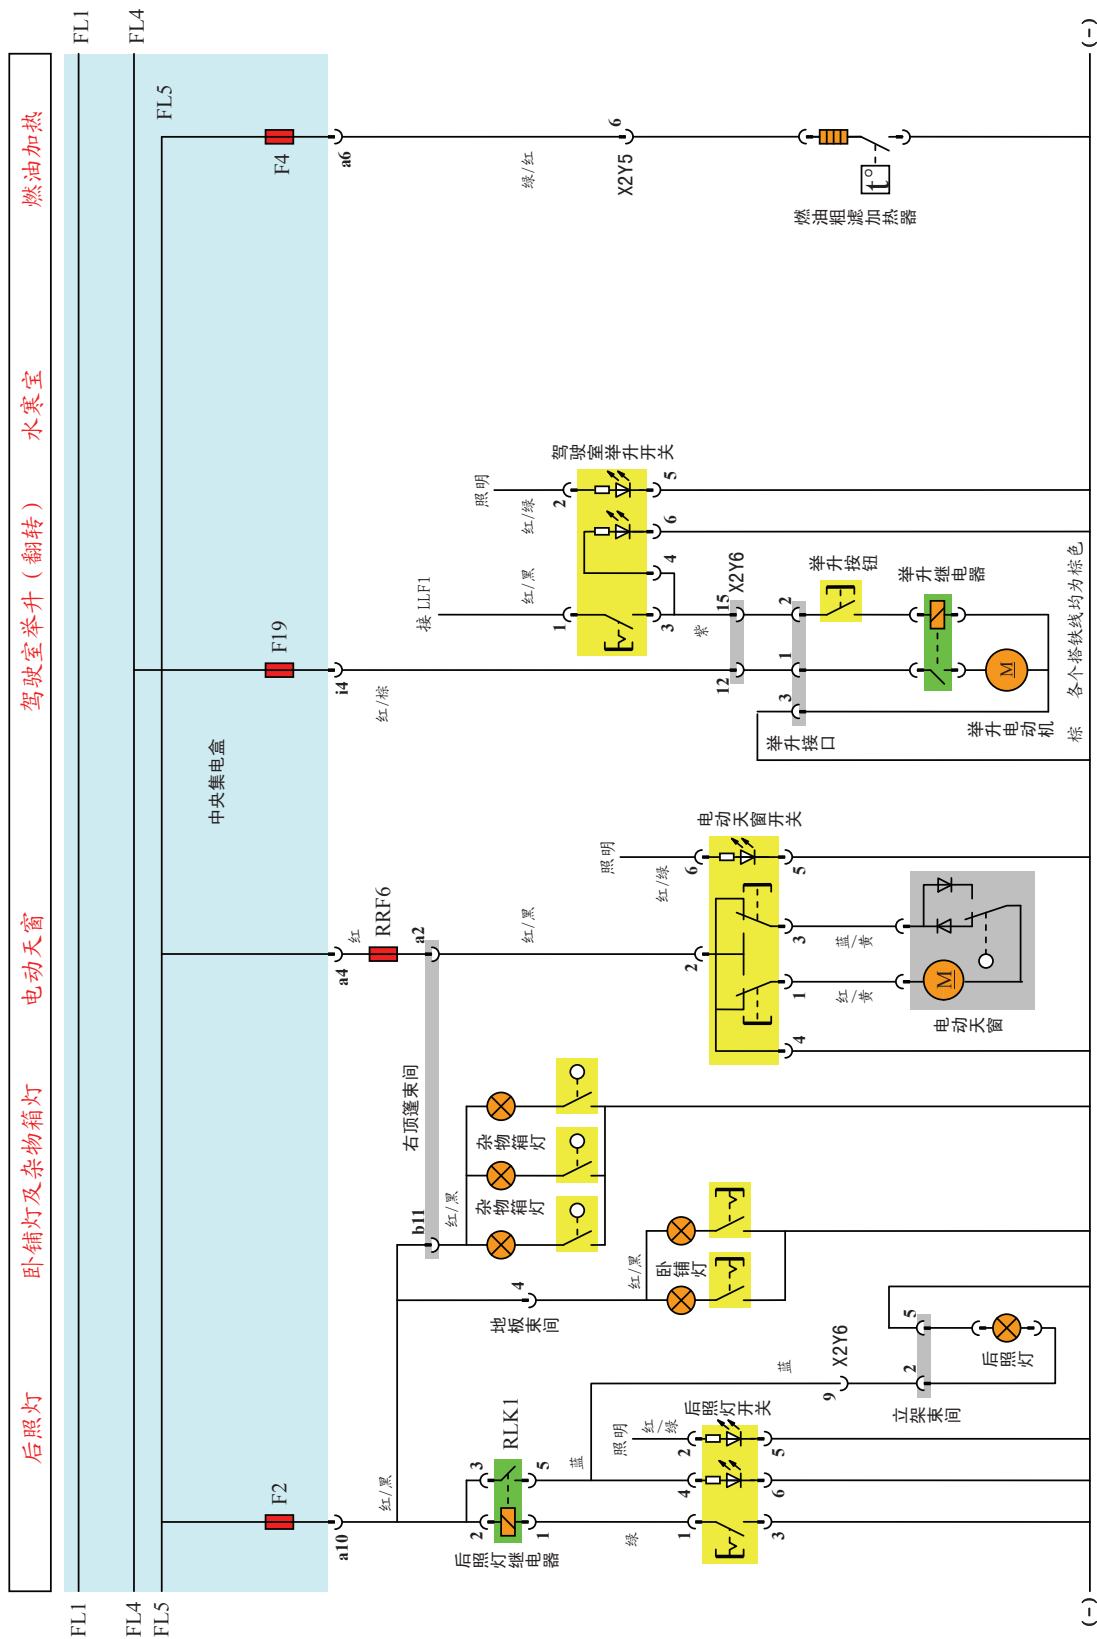 后照灯
卧铺灯及杂物箱灯
电动天窗
驾驶室举升（翻转）
水寒宝
燃油加热
FL1
FL1
FL4
FL4
FL5
FL5
中央集电盒
F2
F19
F4
a10
a4
i4
a6
红
RRF6
红/棕
红/黑
右顶篷束间
b11
a2
红/黑
红/黑
接 LLF1
照明
绿/红
后照灯继电器
2
3
RLK1
1
5
地板束间
4
杂物箱灯
杂物箱灯
红/黑
红/绿
驾驶室举升开关
1
2
3
4
6
5
6
X2Y5
绿
蓝
照明
红/绿
红/黑
卧铺灯
照明
红/绿
后照灯开关
1
4
2
3
6
5
电动天窗开关
2
6
4
1
3
5
紫
12
15
X2Y6
蓝
9
X2Y6
举升接口
3
1
2
举升按钮
燃油粗滤加热器
t°
红/黄
蓝/黄
立架束间
2
5
后照灯
电动天窗
M
举升继电器
举升电动机
M
棕
各个搭铁线均为棕色
(-)
(-)